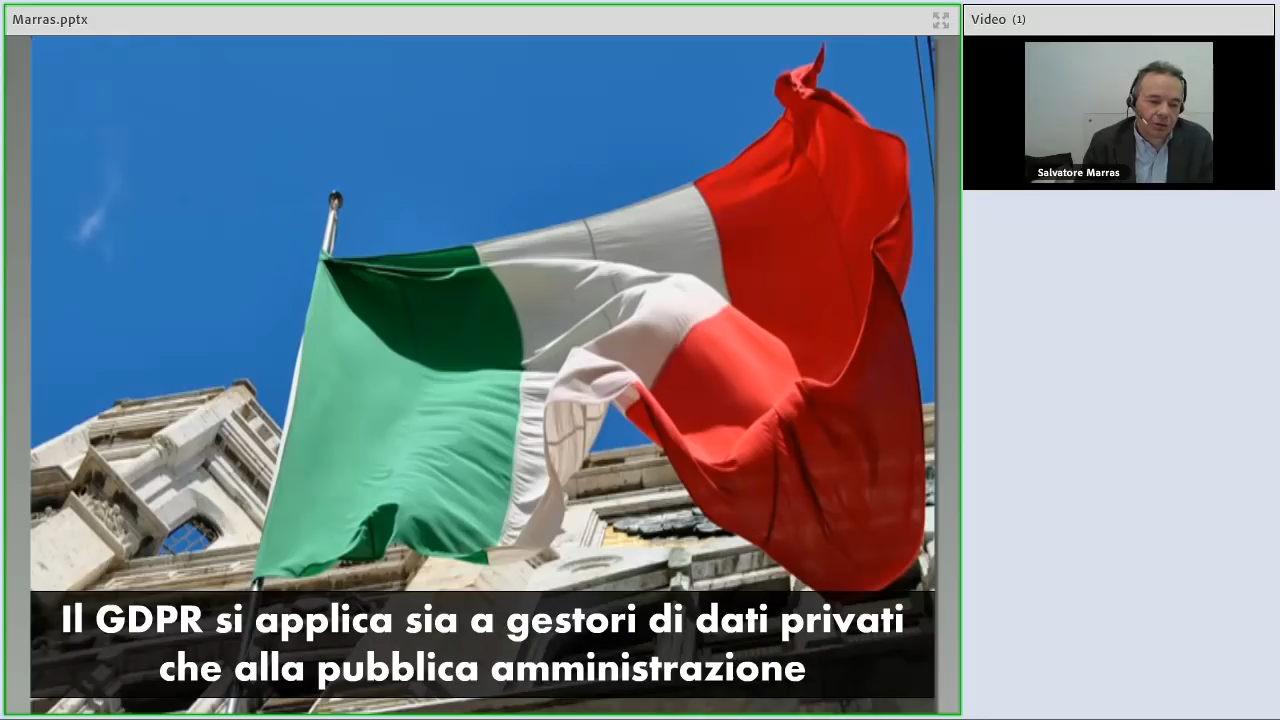 Marras.pptx
Video (1)
Salvatore Marras
Il GDPR si applica sia a gestori di dati privati
che alla pubblica amministrazione